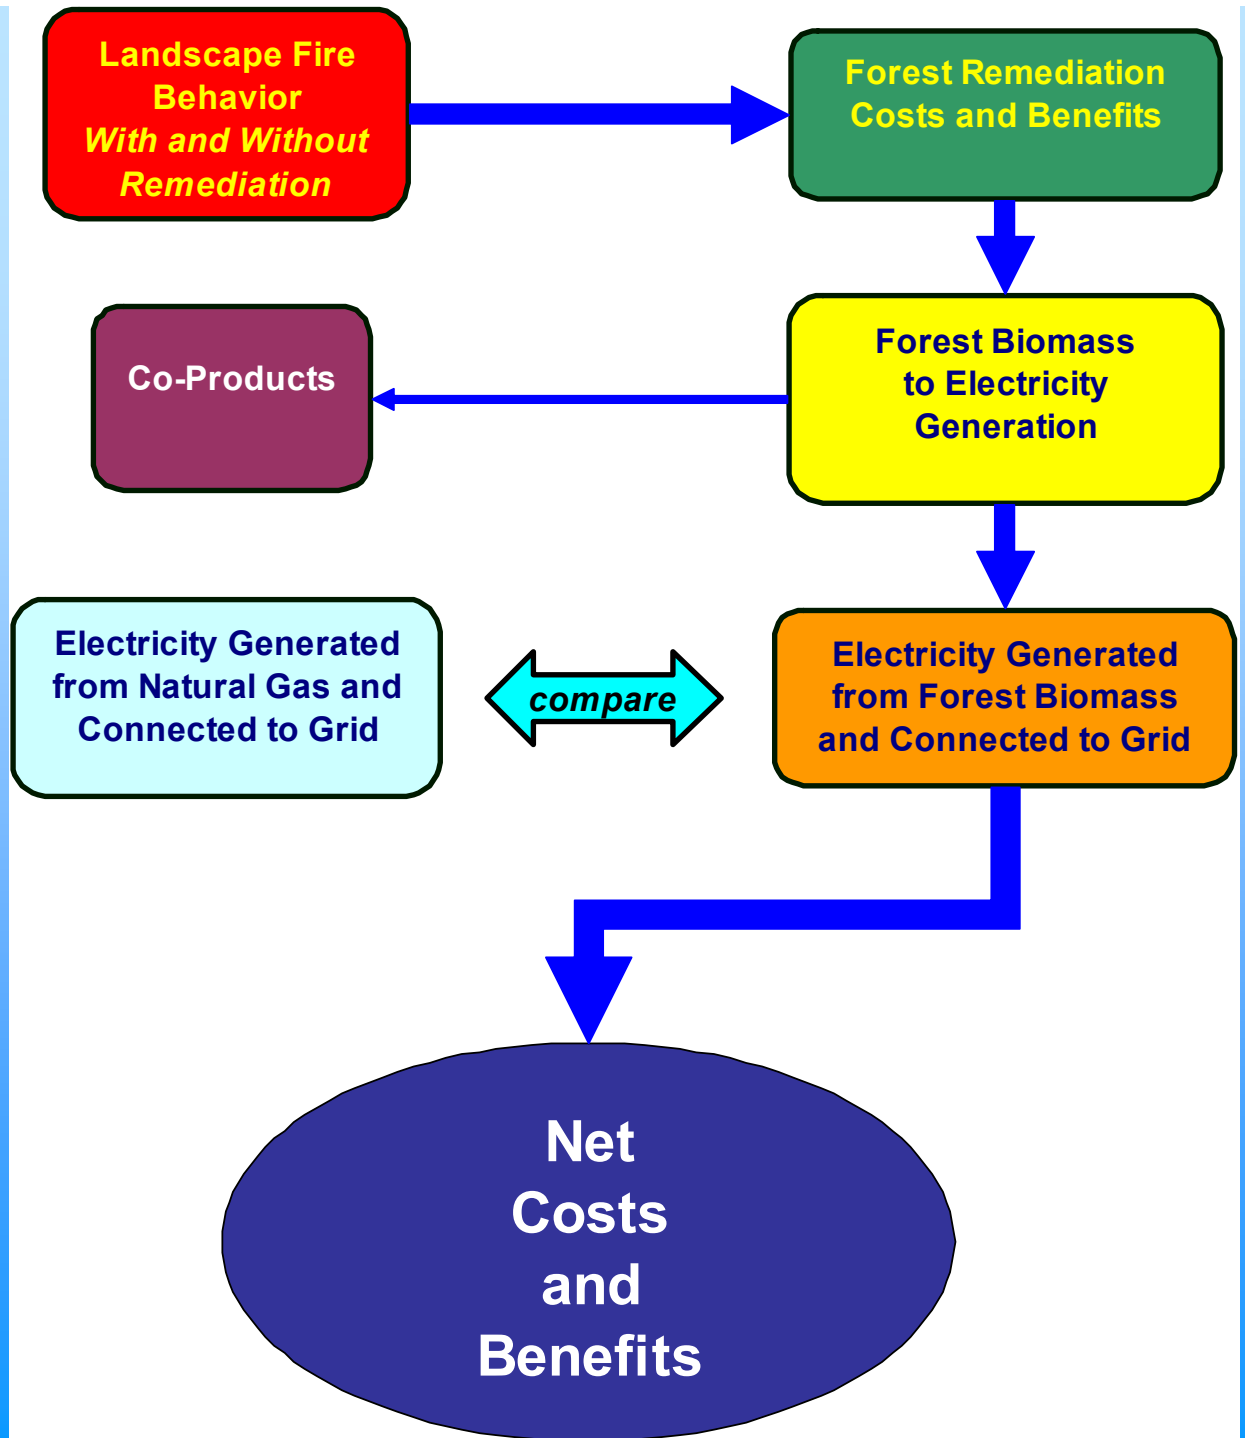 Landscape Fire
Behavior
With and Without
Remediation
Forest Remediation
Costs and Benefits
Co-Products
Forest Biomass
to Electricity
Generation
Electricity Generated
from Natural Gas and
Connected to Grid
compare
Electricity Generated
from Forest Biomass
and Connected to Grid
Net
Costs
and
Benefits